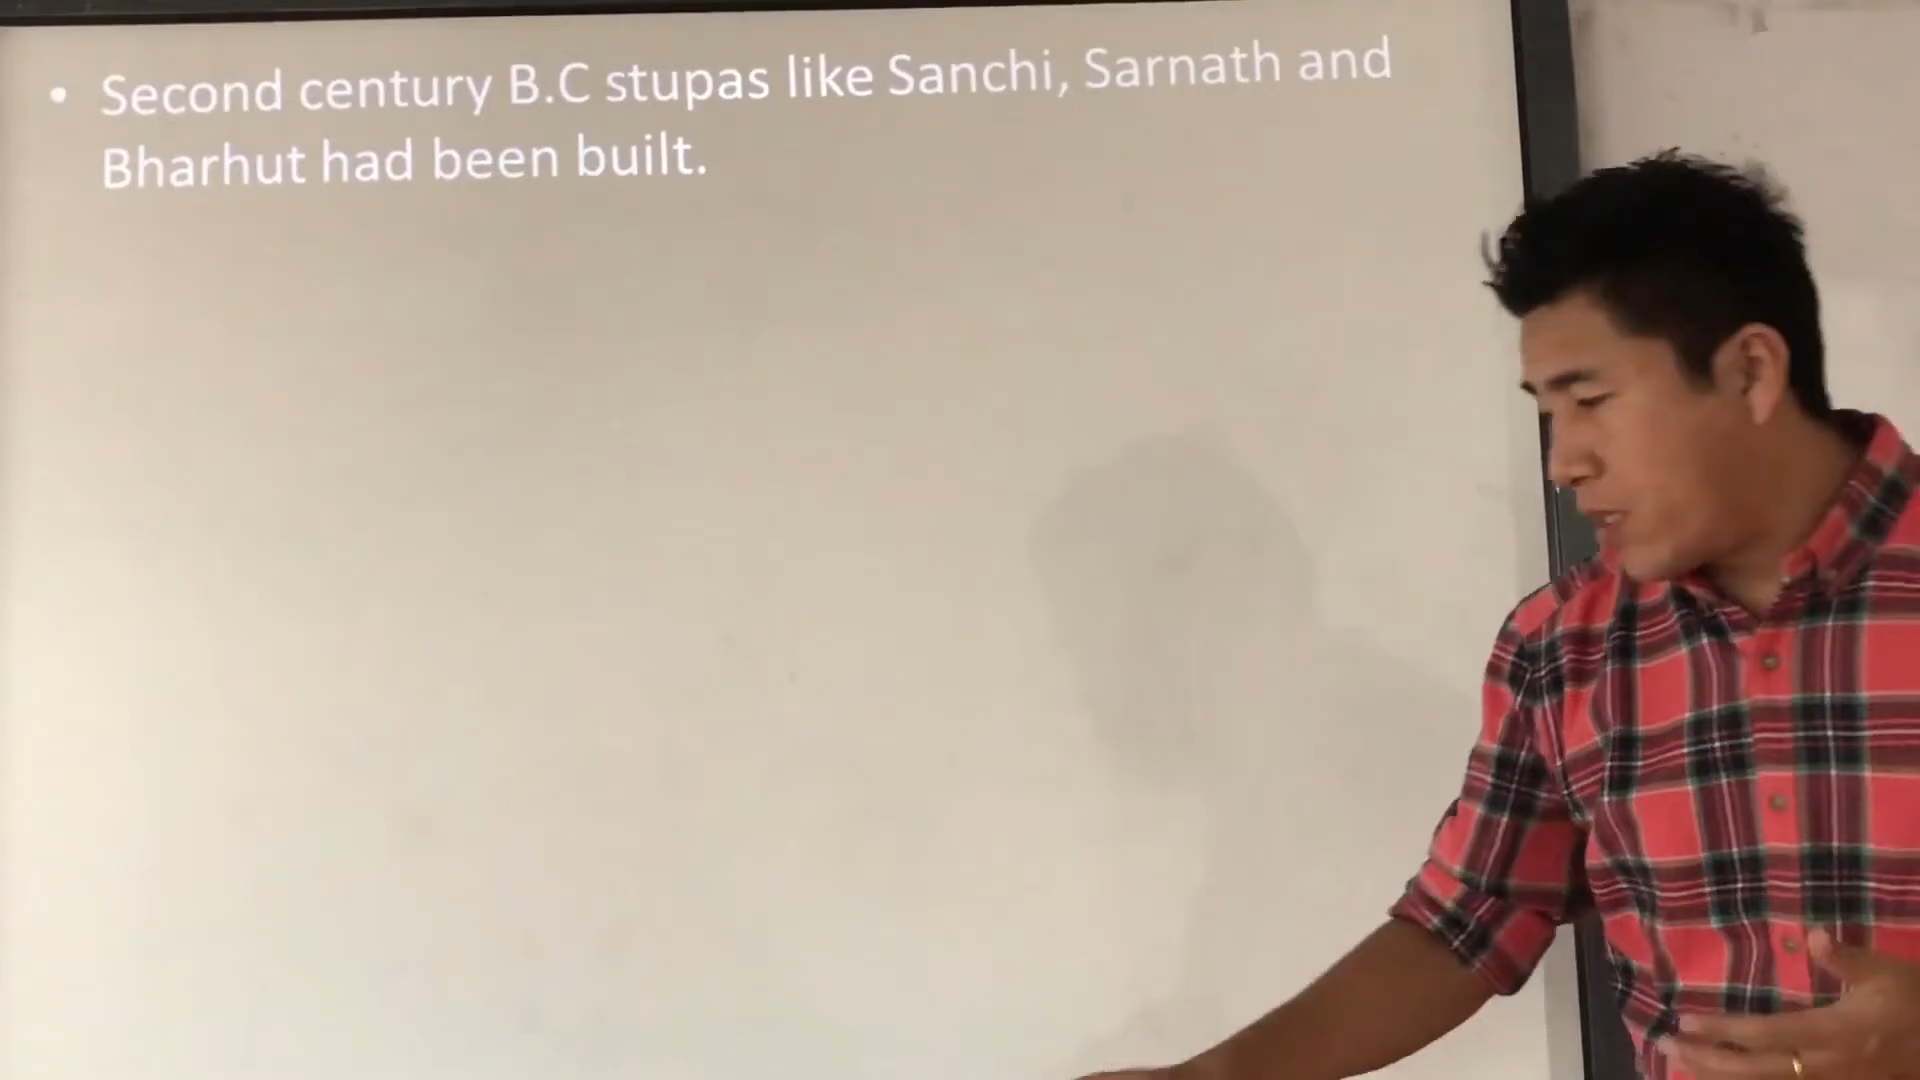 • Second century B.C stupas like Sanchi, Sarnath and
Bharhut had been built.